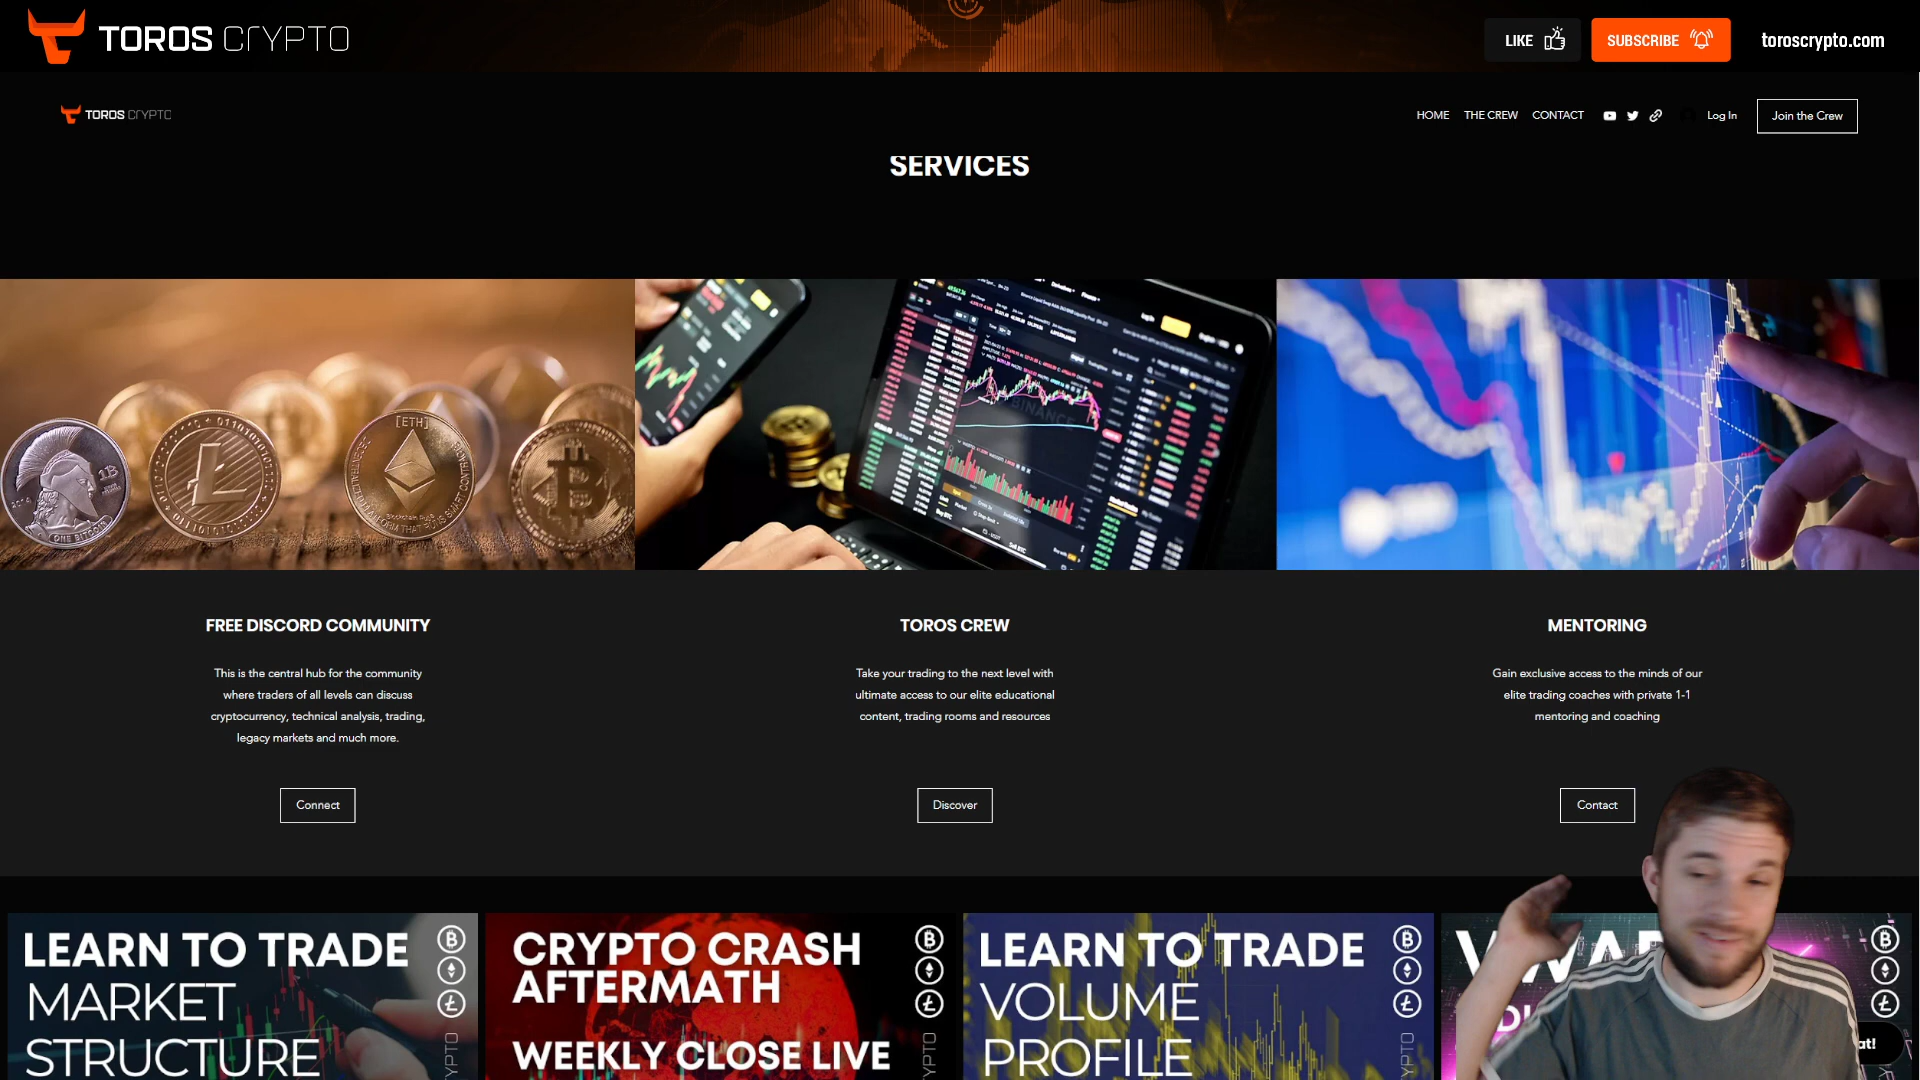 TOROS CRYPTO
LIKE
SUBSCRIBE
toroscrypto.com
TOROS CRYPTO
HOME
THE CREW
CONTACT
Log In
Join the Crew
SERVICES
[ETH]
FREE DISCORD COMMUNITY
This is the central hub for the community
where traders of all levels can discuss
cryptocurrency, technical analysis, trading,
legacy markets and much more.
Connect
TOROS CREW
Take your trading to the next level with
ultimate access to our elite educational
content, trading rooms and resources
Discover
MENTORING
Gain exclusive access to the minds of our
elite trading coaches with private 1-1
mentoring and coaching
Contact
LEARN TO TRADE
MARKET
STRUCTURE
CRYPTO CRASH
AFTERMATH
WEEKLY CLOSE LIVE
LEARN TO TRADE
VOLUME
PROFILE